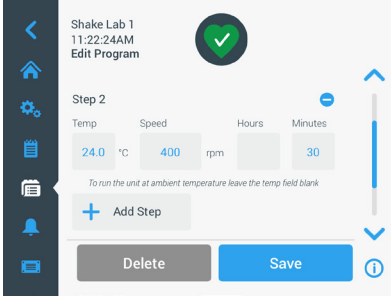 Shake Lab 1
11:22:24AM
Edit Program
Step 2
Temp Speed Hours Minutes
24.0 °C 400 rpm 30
To run the unit at ambient temperature leave the temp field blank
+ Add Step
Delete Save